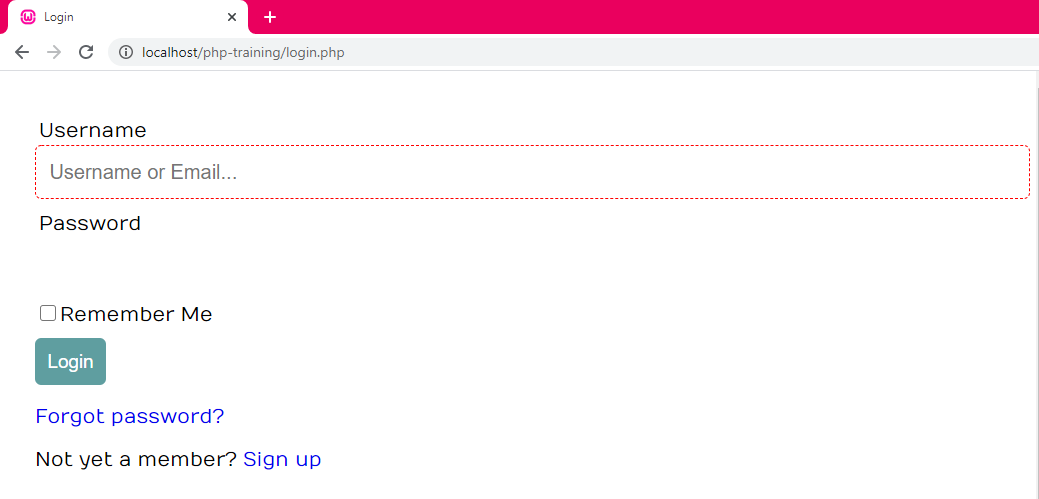 Login
localhost/php-training/login.php
Username
Username or Email...
Password
Remember Me
Login
Forgot password?
Not yet a member? Sign up